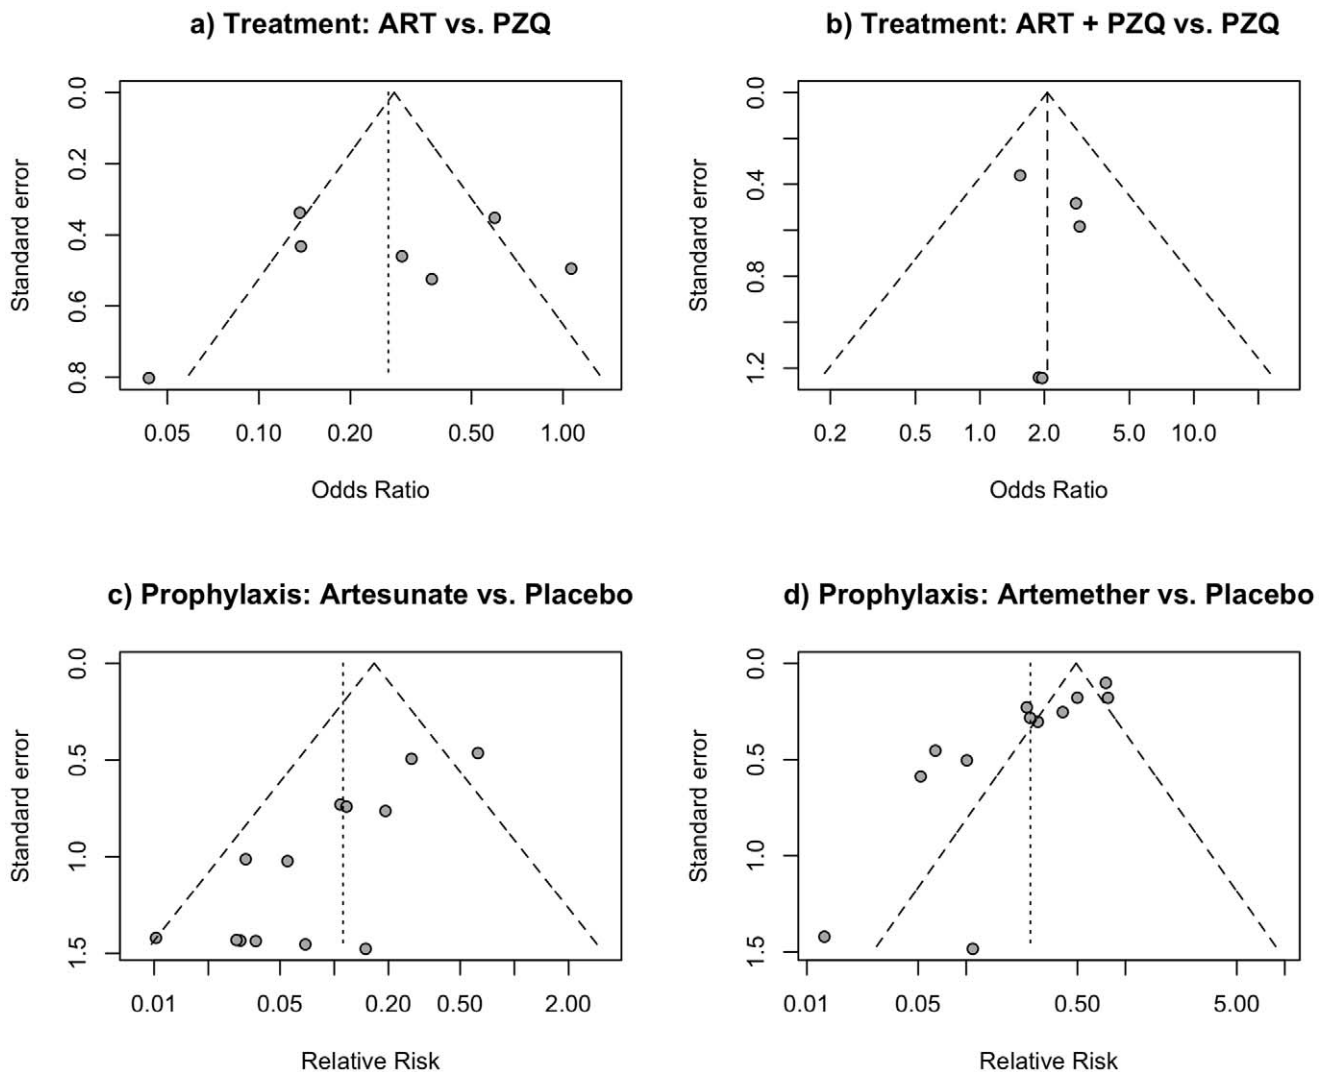 a) Treatment: ART vs. PZQ
Standard error
0.0
0.2
0.4
0.6
0.8
0.05 0.10 0.20 0.50 1.00
Odds Ratio
b) Treatment: ART + PZQ vs. PZQ
Standard error
0.0
0.4
0.8
1.2
0.2 0.5 1.0 2.0 5.0 10.0
Odds Ratio
c) Prophylaxis: Artesunate vs. Placebo
Standard error
0.0
0.5
1.0
1.5
0.01 0.05 0.20 0.50 2.00
Relative Risk
d) Prophylaxis: Artemether vs. Placebo
Standard error
0.0
0.5
1.0
1.5
0.01 0.05 0.50 5.00
Relative Risk